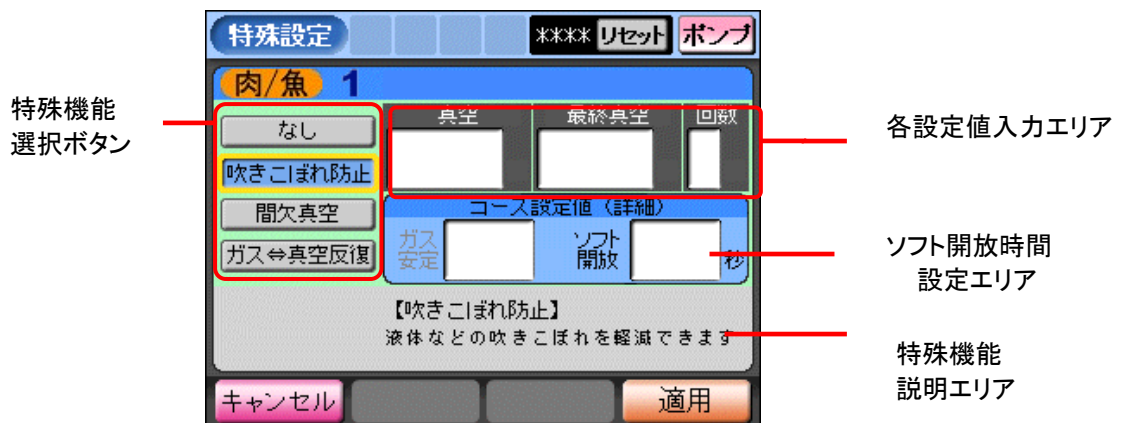 特殊設定
**** リセット
ポンプ
肉/魚 1
特殊機能
選択ボタン
なし
吹きこぼれ防止
間欠真空
ガス⇔真空反復
真空
最終真空
回数
各設定値入力エリア
コース設定値（詳細）
ガス
安定
ソフト
開放
秒
ソフト開放時間
設定エリア
【吹きこぼれ防止】
液体などの吹きこぼれを軽減できます
特殊機能
説明エリア
キャンセル
適用